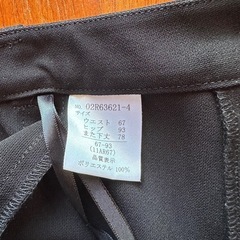 NO. 02R63621-4
サイズ
ウエスト 67
ヒップ 93
また下丈 78
67-93
(11AR67)
品質表示
ポリエステル 100%